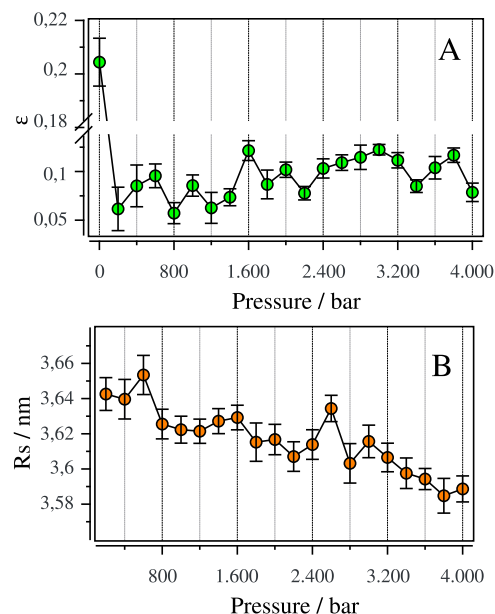 0,22
A
0,2
ε
0,18
0,1
0,05
0 800 1.600 2.400 3.200 4.000
Pressure / bar
B
3,66
3,64
Rs / nm
3,62
3,6
3,58
800 1.600 2.400 3.200 4.000
Pressure / bar